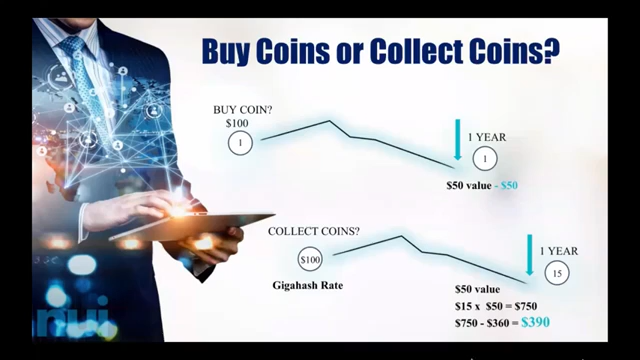 Buy Coins or Collect Coins?
BUY COIN?
$100
1
1 YEAR
1
$50 value - $50
COLLECT COINS?
$100
Gigahash Rate
1 YEAR
15
$50 value
$15 x $50 = $750
$750 - $360 = $390
nui